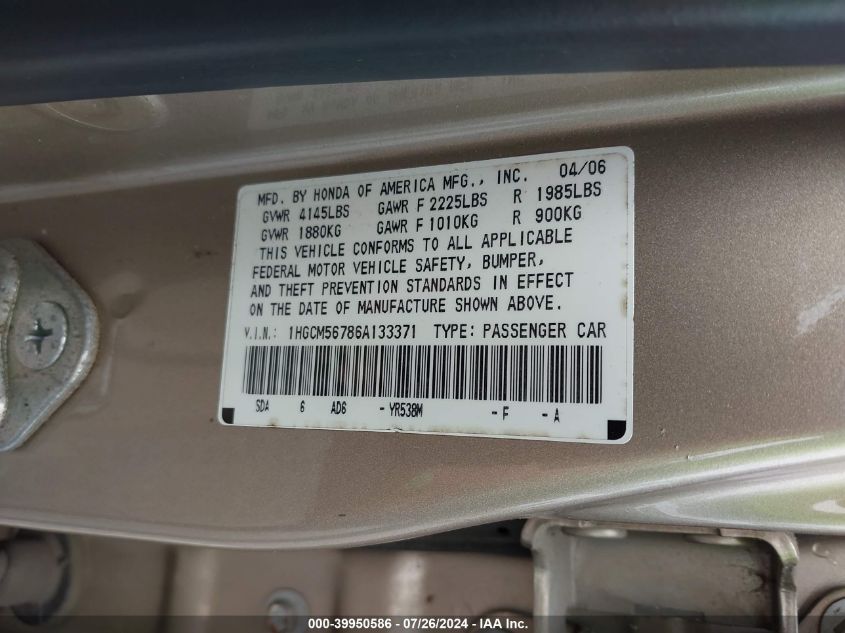 MFD. BY HONDA OF AMERICA MFG., INC. 04/06
GVWR 4145LBS GAWR F 2225LBS R 1985LBS
GVWR 1880KG GAWR F 1010KG R 900KG
THIS VEHICLE CONFORMS TO ALL APPLICABLE
FEDERAL MOTOR VEHICLE SAFETY, BUMPER,
AND THEFT PREVENTION STANDARDS IN EFFECT
ON THE DATE OF MANUFACTURE SHOWN ABOVE.
V.I.N.: 1HGCM56786A133371 TYPE: PASSENGER CAR
SDA 6 AD6 - YR538M - F - A
000-39950586 - 07/26/2024 - IAA Inc.